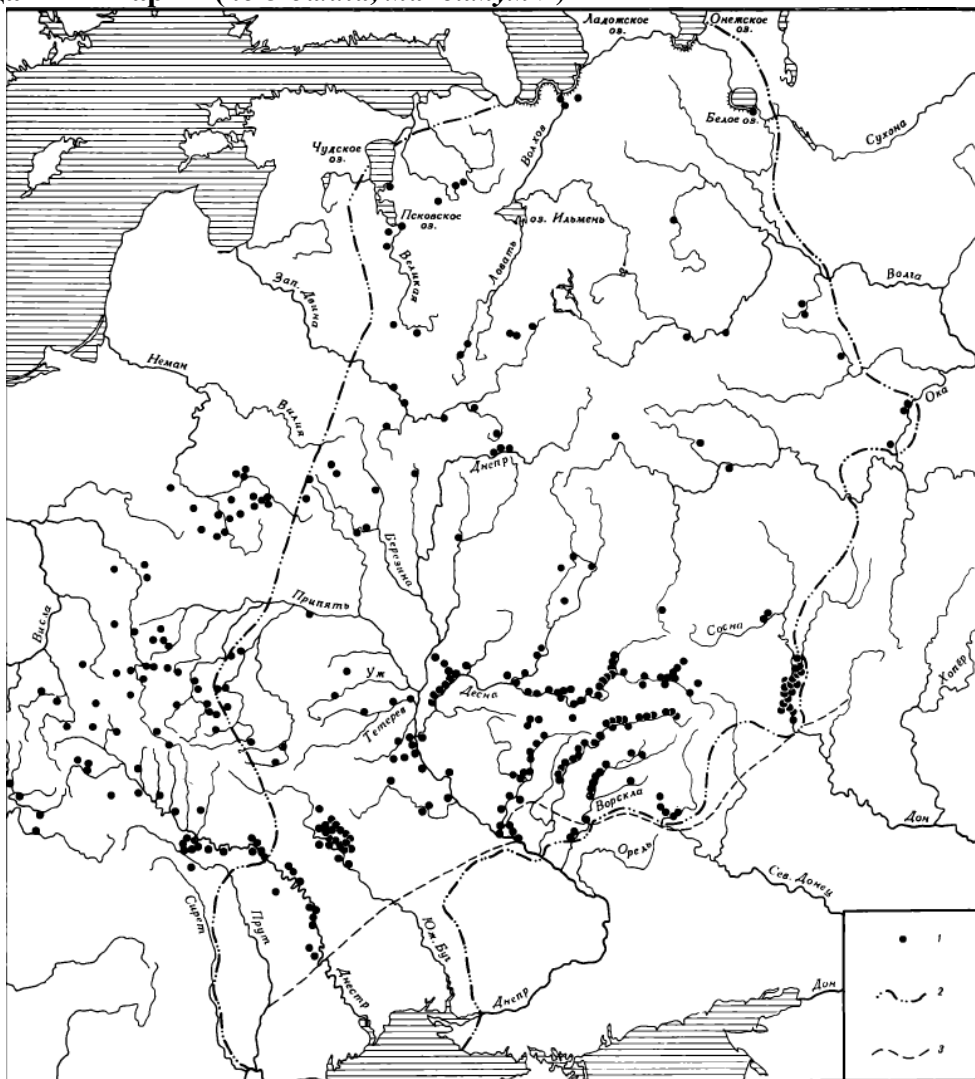 Ладожское
оз.
Онежское
оз.
Белое оз.
Сухона
Чудское
оз.
Волхов
Псковское
оз.
оз. Ильмень
Великая
Ловать
Волга
Зап. Двина
Неман
Вилия
Ока
Днепр
Березина
Висла
Припять
Сосна
Хопёр
Уж
Десна
Тетерев
Ворскла
Дон
Орель
Сев. Донец
Сирет
Прут
Днестр
Юж. Буг
Днепр
Дон
1
2
3